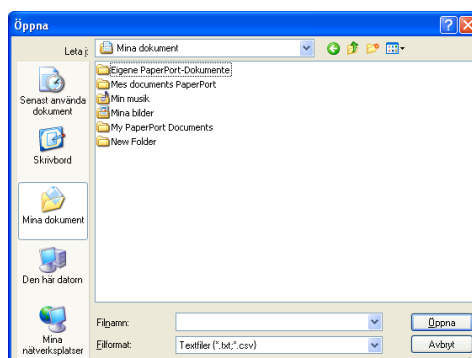 Öppna
Leta i:
Mina dokument
Senast använda
dokument
Skrivbord
Mina dokument
Den här datorn
Mina
nätverksplatser
Eigene PaperPort-Dokumente
Mes documents PaperPort
Min musik
Mina bilder
My PaperPort Documents
New Folder
Filnamn:
Öppna
Filformat:
Textfiler (*.txt;*.csv)
Avbryt